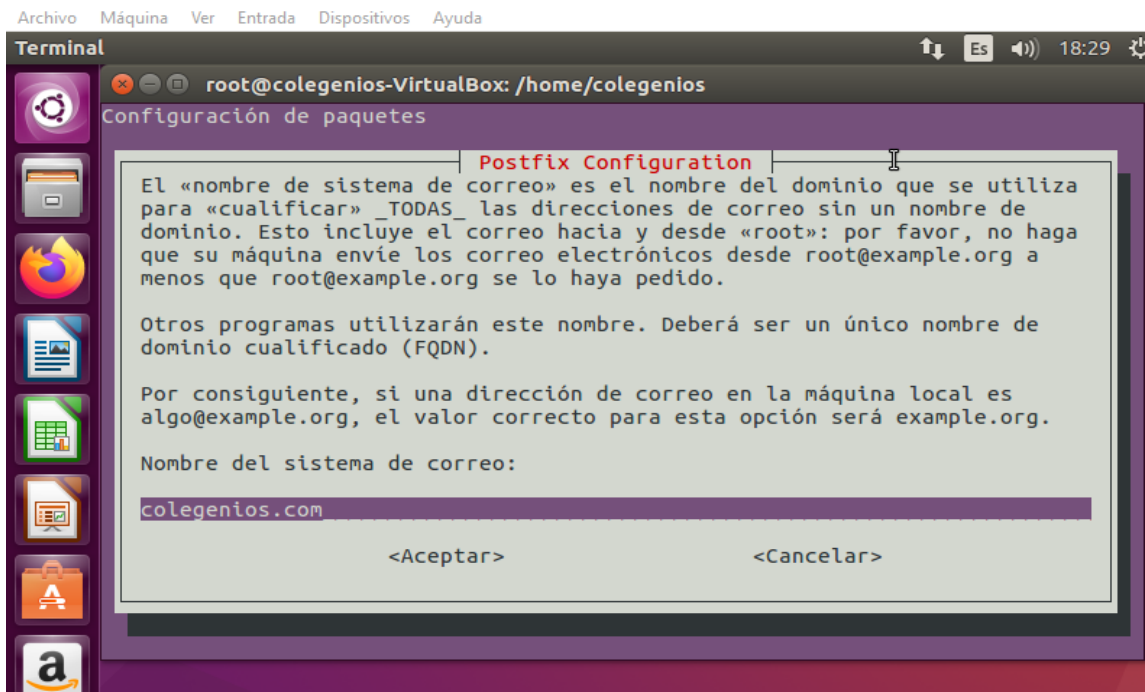 Archivo Máquina Ver Entrada Dispositivos Ayuda
Terminal Es 18:29
root@colegenios-VirtualBox: /home/colegenios
Configuración de paquetes
Postfix Configuration
El «nombre de sistema de correo» es el nombre del dominio que se utiliza
para «cualificar» _TODAS_ las direcciones de correo sin un nombre de
dominio. Esto incluye el correo hacia y desde «root»: por favor, no haga
que su máquina envíe los correo electrónicos desde root@example.org a
menos que root@example.org se lo haya pedido.
Otros programas utilizarán este nombre. Deberá ser un único nombre de
dominio cualificado (FQDN).
Por consiguiente, si una dirección de correo en la máquina local es
algo@example.org, el valor correcto para esta opción será example.org.
Nombre del sistema de correo:
colegenios.com
<Aceptar> <Cancelar>